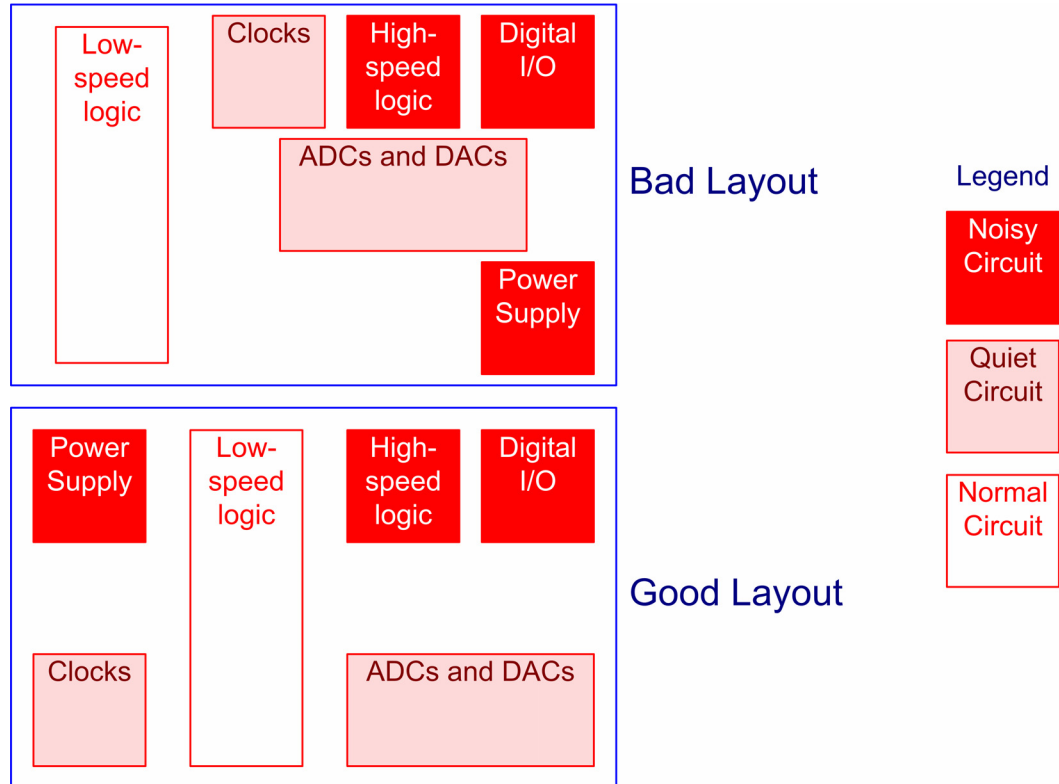 Low-
speed
logic
Clocks
High-
speed
logic
Digital
I/O
ADCs and DACs
Power
Supply
Bad Layout
Legend
Noisy
Circuit
Quiet
Circuit
Normal
Circuit
Power
Supply
Low-
speed
logic
High-
speed
logic
Digital
I/O
Good Layout
Clocks
ADCs and DACs